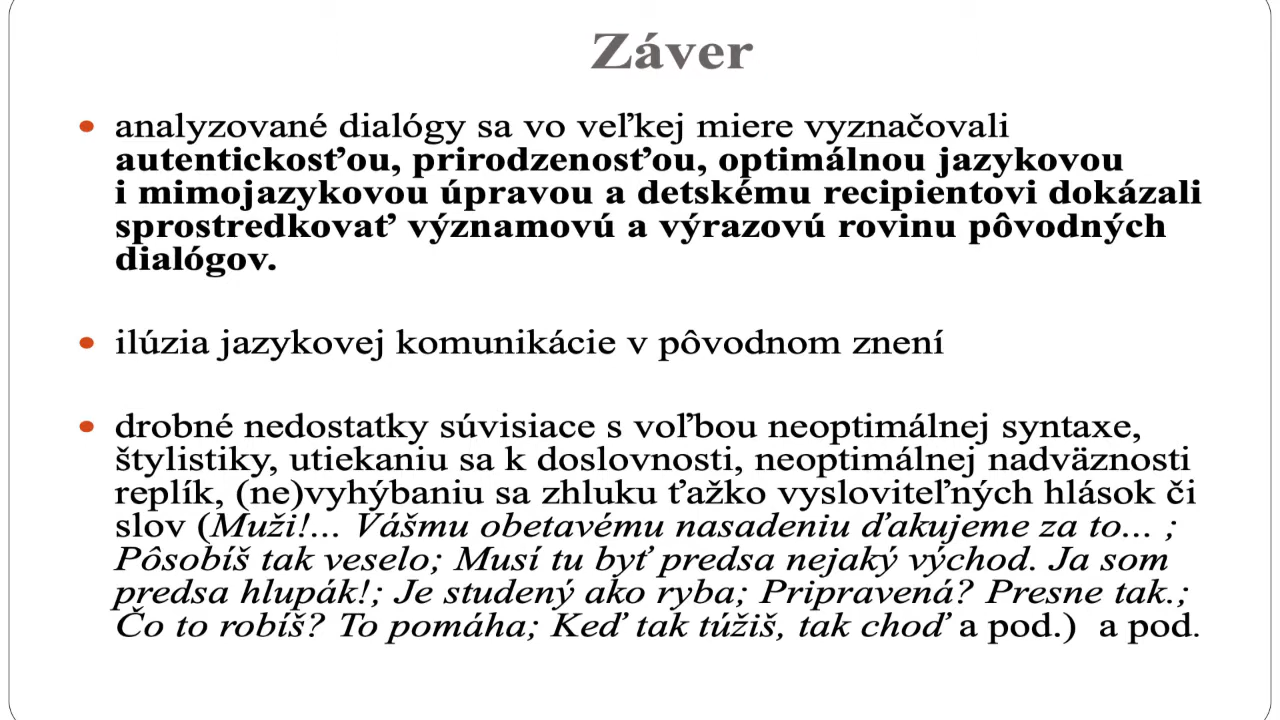 Záver
• analyzované dialógy sa vo veľkej miere vyznačovali
autentickosťou, prirodzenosťou, optimálnou jazykovou
i mimojazykovou úpravou a detskému recipientovi dokázali
sprostredkovať významovú a výrazovú rovinu pôvodných
dialógov.
• ilúzia jazykovej komunikácie v pôvodnom znení
• drobné nedostatky súvisiace s voľbou neoptimálnej syntaxe,
štylistiky, utiekaniu sa k doslovnosti, neoptimálnej nadväznosti
replík, (ne)vyhýbaniu sa zhluku ťažko vysloviteľných hlások či
slov (Muži!... Vášmu obetavému nasadeniu ďakujeme za to... ;
Pôsobíš tak veselo; Musí tu byť predsa nejaký východ. Ja som
predsa hlupák!; Je studený ako ryba; Pripravená? Presne tak.;
Čo to robíš? To pomáha; Keď tak túžiš, tak choď a pod.) a pod.